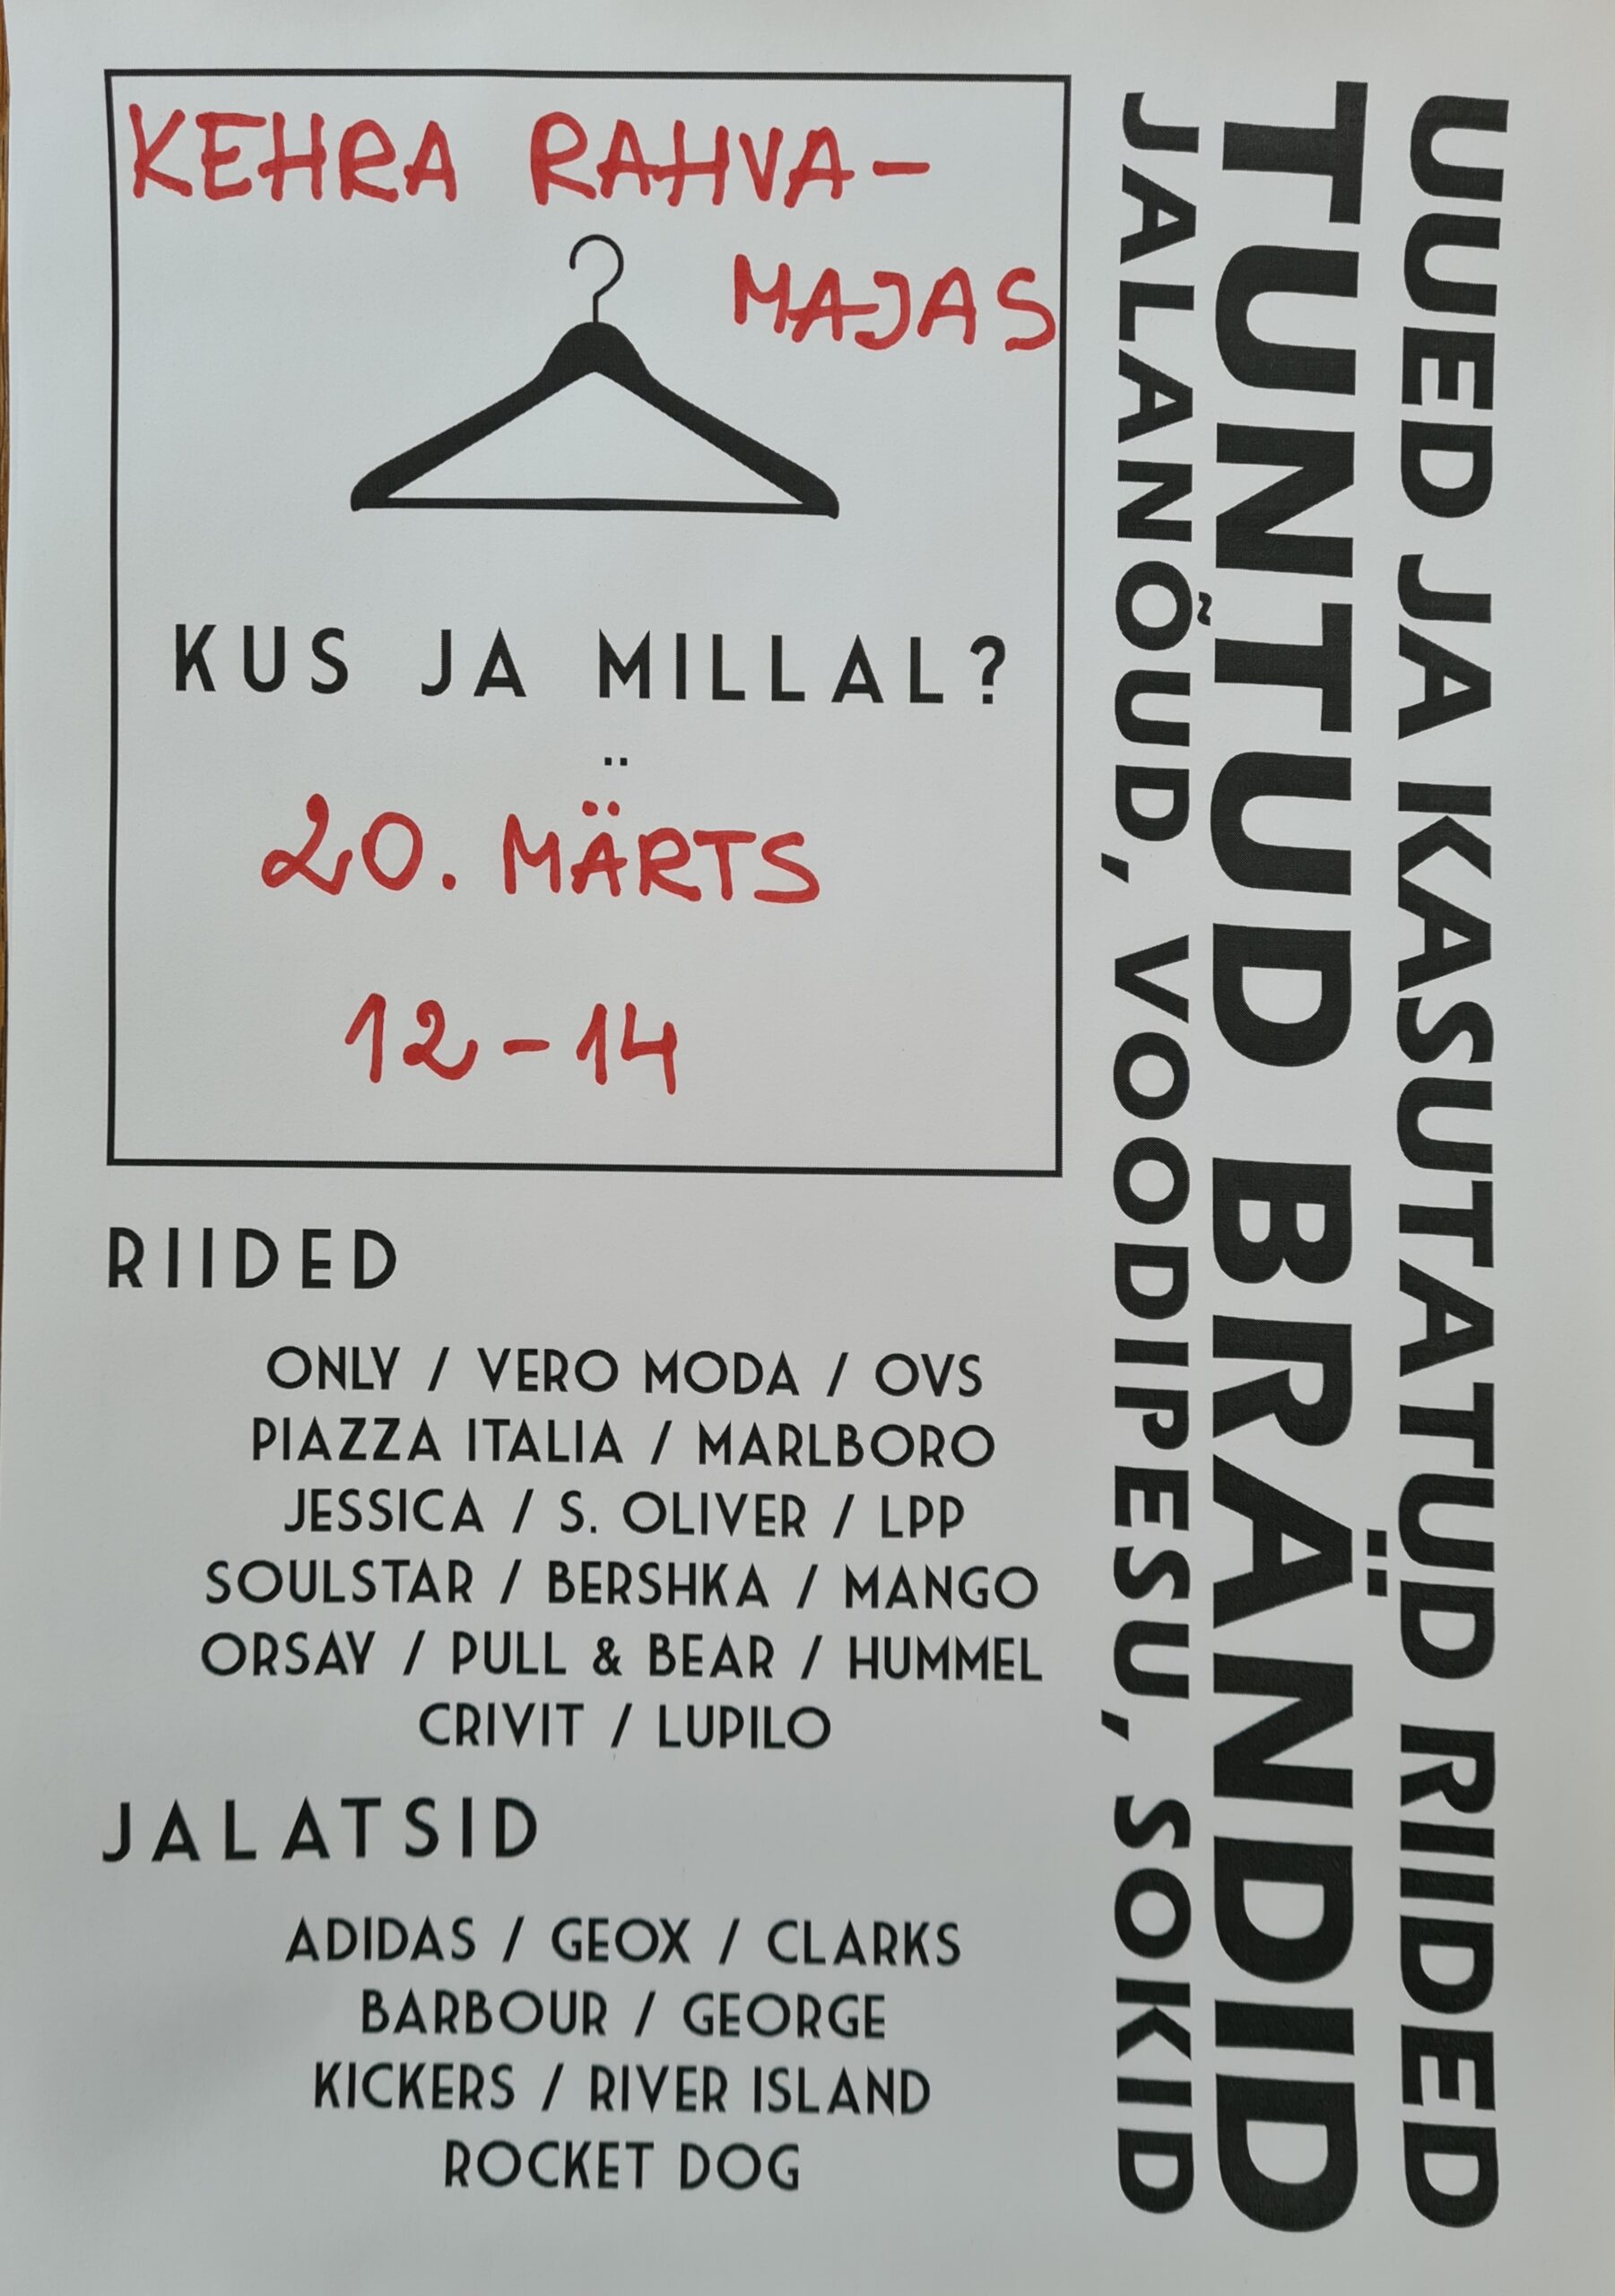 KEHRA RAHVA-
MAJAS
KUS JA MILLAL?
20. MÄRTS
12-14
RIIDED
ONLY / VERO MODA / OVS
PIAZZA ITALIA / MARLBORO
JESSICA / S. OLIVER / LPP
SOULSTAR / BERSHKA / MANGO
ORSAY / PULL & BEAR / HUMMEL
CRIVIT / LUPILO
JALATSID
ADIDAS / GEOX / CLARKS
BARBOUR / GEORGE
KICKERS / RIVER ISLAND
ROCKET DOG
UUED JA KASUTATUD RIIDED
TUNTUD BRÄNDID
JALANÕUD, VOODIPESU, SOKID